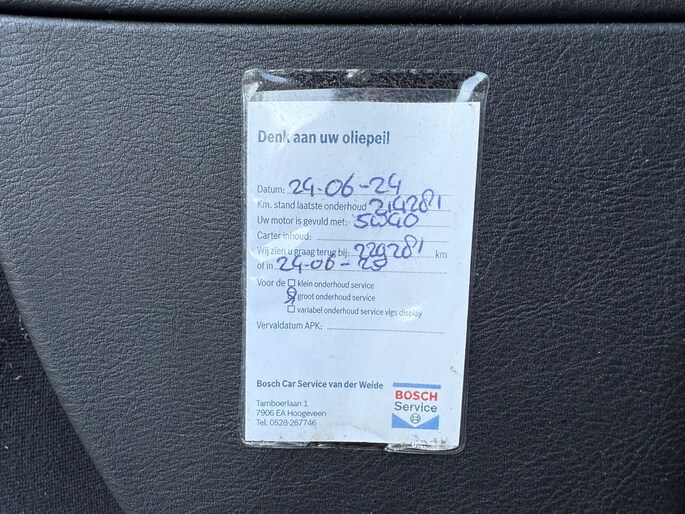 Denk aan uw oliepeil
Datum: 24-06-24
Km. stand laatste onderhoud 214281
Uw motor is gevuld met: 5W40
Carter inhoud:
Wij zien u graag terug bij: 229281 km
of in 24-06-25
Voor de klein onderhoud service
groot onderhoud service
variabel onderhoud service vlgs display
Vervaldatum APK:
Bosch Car Service van der Weide
Tamboerlaan 1
7906 EA Hoogeveen
Tel. 0528-267746
BOSCH
Service